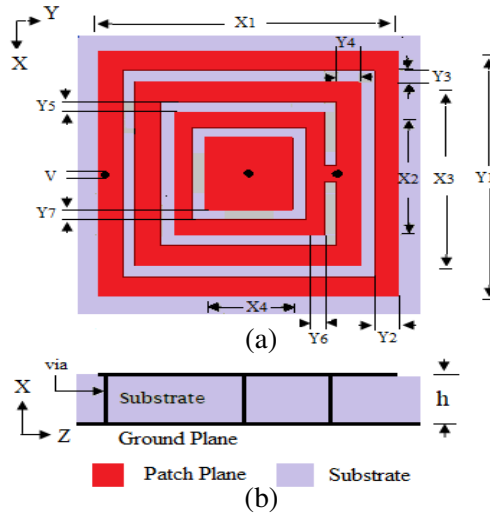 Y
X1
X
Y4
Y3
Y5
V
X2
X3
Y1
Y7
X4
Y6
Y2
(a)
via
X
Substrate
h
Z
Ground Plane
Patch Plane
Substrate
(b)